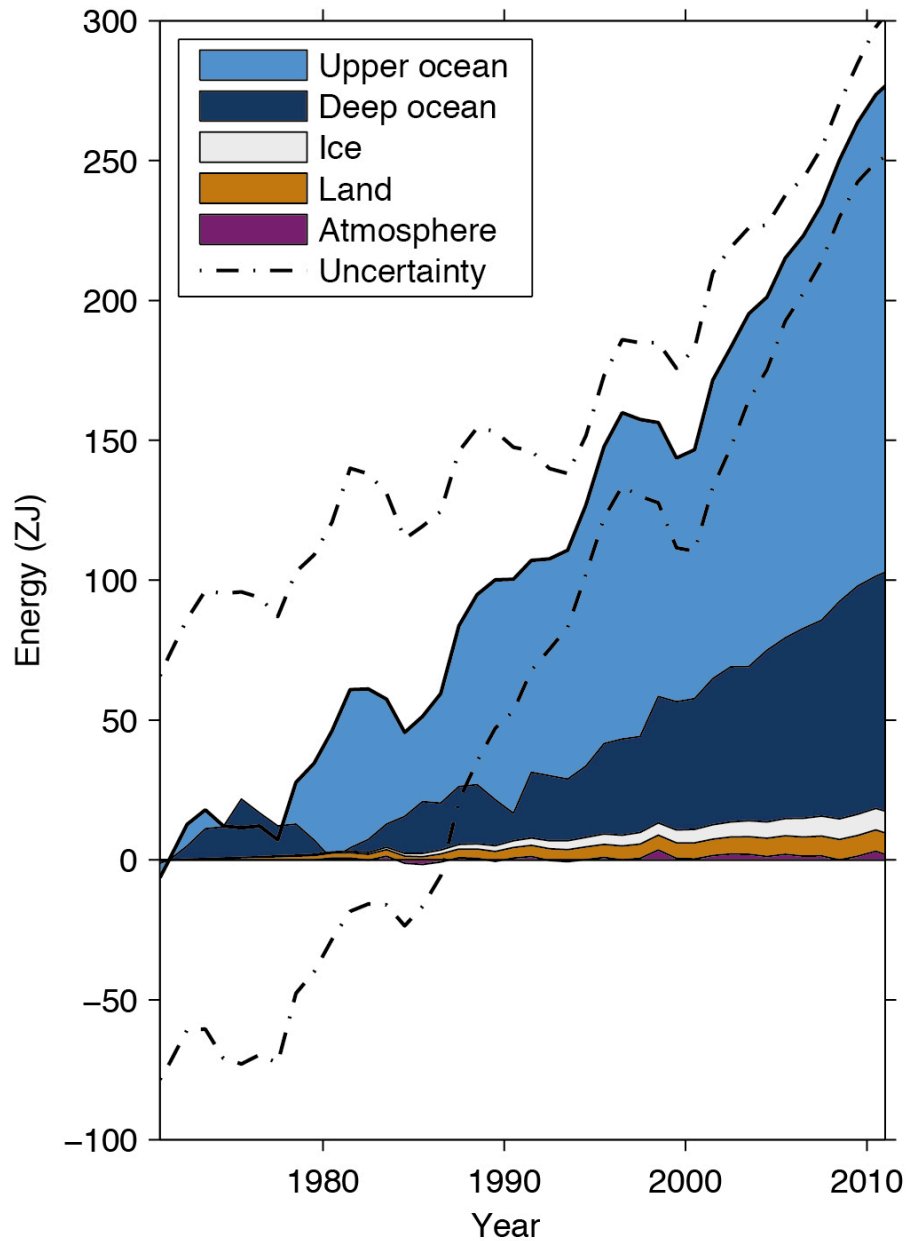 300
250
200
150
100
50
0
−50
−100
Energy (ZJ)
Upper ocean
Deep ocean
Ice
Land
Atmosphere
Uncertainty
1980
1990
2000
2010
Year